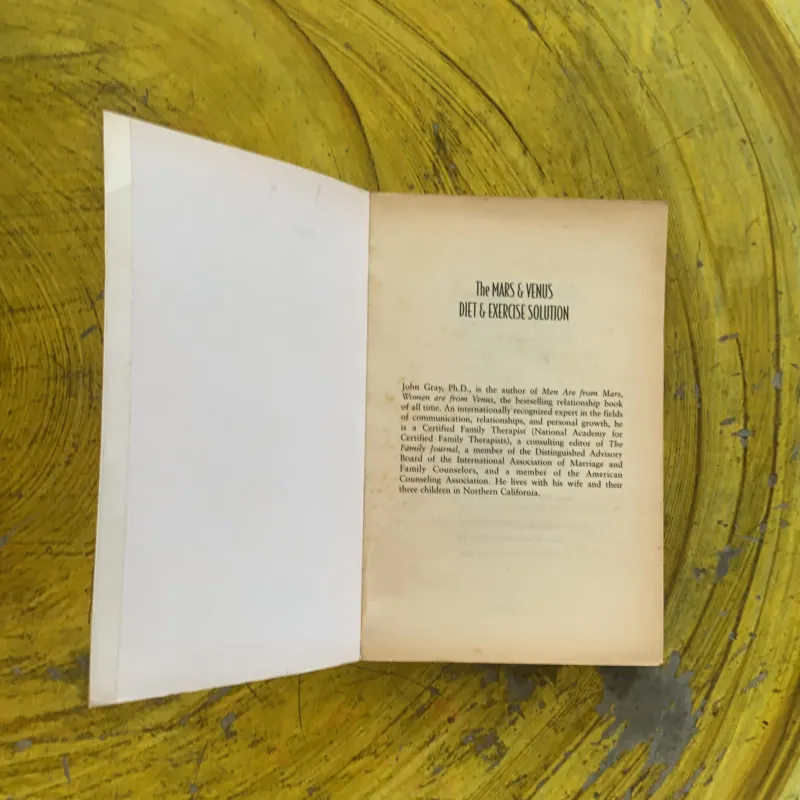 The MARS & VENUS
DIET & EXERCISE SOLUTION
John Gray, Ph.D., is the author of Men Are from Mars,
Women are from Venus, the bestselling relationship book
of all time. An internationally recognized expert in the fields
of communication, relationships, and personal growth, he
is a Certified Family Therapist (National Academy for
Certified Family Therapists), a consulting editor of The
Family Journal, a member of the Distinguished Advisory
Board of the International Association of Marriage and
Family Counselors, and a member of the American
Counseling Association. He lives with his wife and their
three children in Northern California.